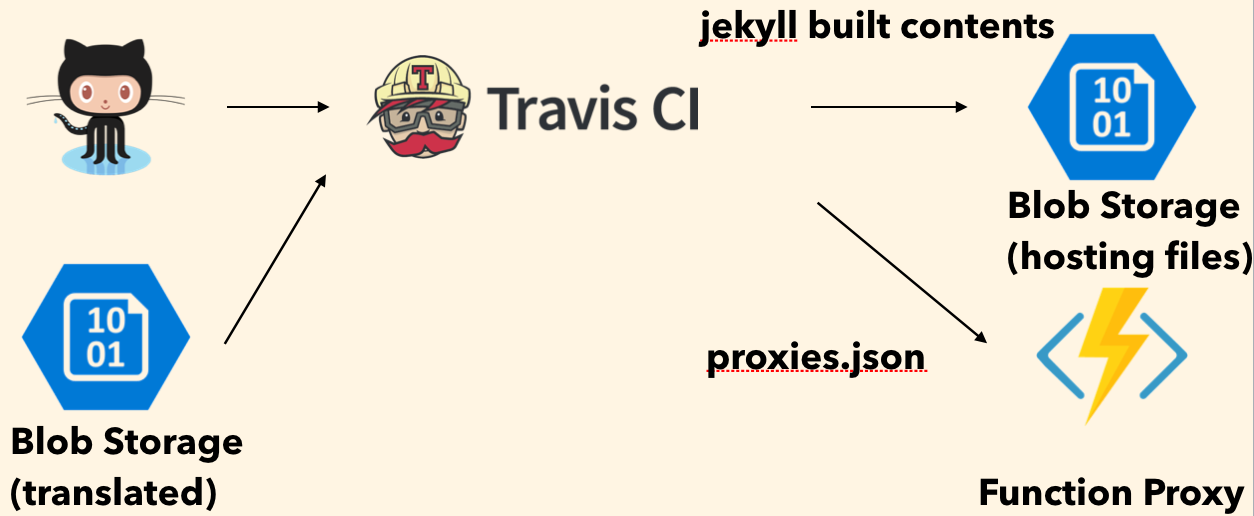 jekyll built contents
T
Travis CI
10
01
Blob Storage
(hosting files)
10
01
proxies.json
Blob Storage
(translated)
Function Proxy